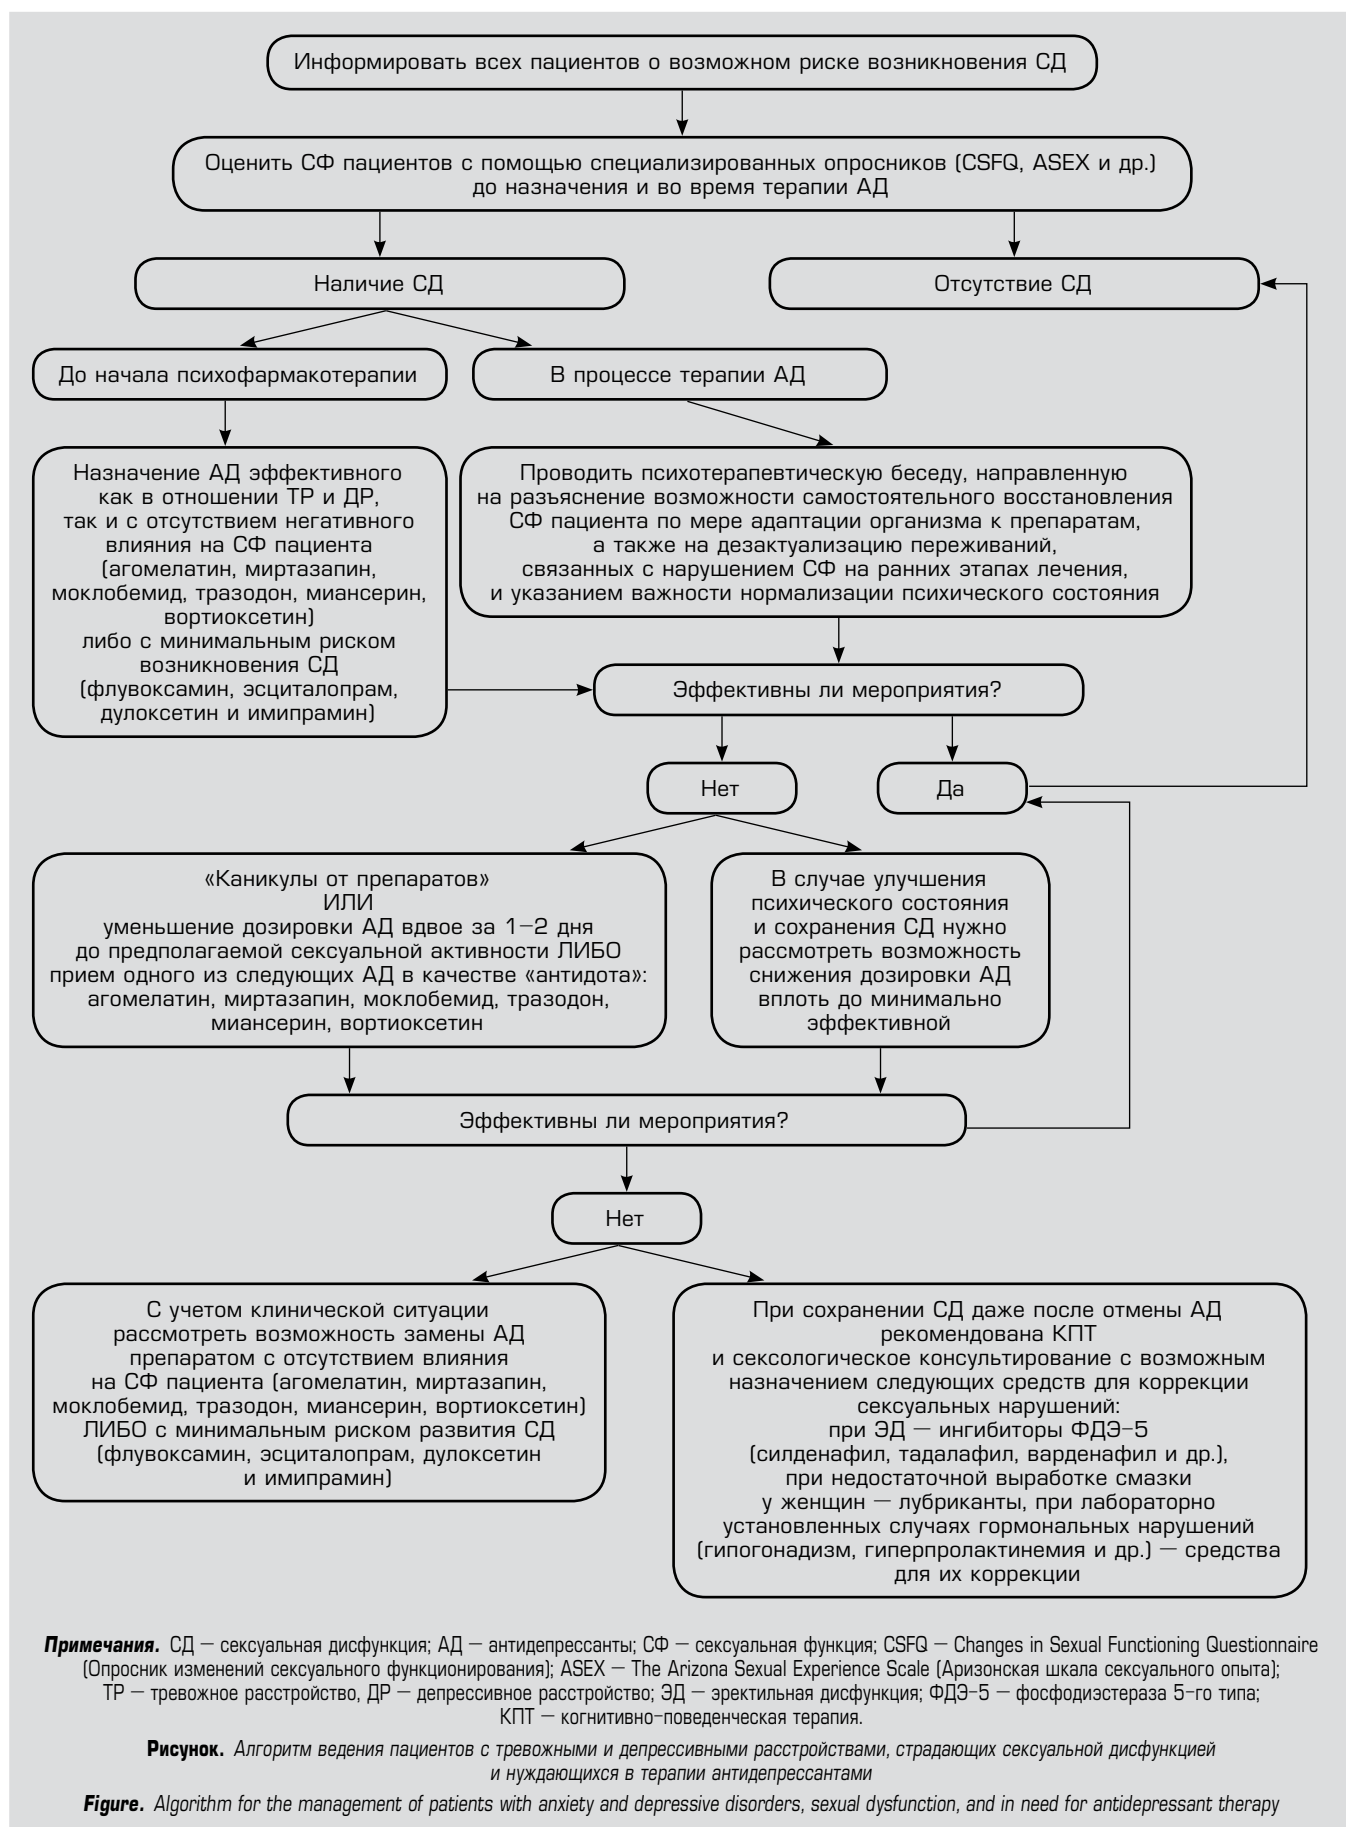 Информировать всех пациентов о возможном риске возникновения СД
Оценить СФ пациентов с помощью специализированных опросников (CSFQ, ASEX и др.)
до назначения и во время терапии АД
Наличие СД
Отсутствие СД
До начала психофармакотерапии
В процессе терапии АД
Назначение АД эффективного
как в отношении ТР и ДР,
так и с отсутствием негативного
влияния на СФ пациента
(агомелатин, миртазапин,
моклобемид, тразодон, миансерин,
вортиоксетин)
либо с минимальным риском
возникновения СД
(флувоксамин, эсциталопрам,
дулоксетин и имипрамин)
Проводить психотерапевтическую беседу, направленную
на разъяснение возможности самостоятельного восстановления
СФ пациента по мере адаптации организма к препаратам,
а также на дезактуализацию переживаний,
связанных с нарушением СФ на ранних этапах лечения,
и указанием важности нормализации психического состояния
Эффективны ли мероприятия?
Нет
Да
«Каникулы от препаратов»
ИЛИ
уменьшение дозировки АД вдвое за 1–2 дня
до предполагаемой сексуальной активности ЛИБО
прием одного из следующих АД в качестве «антидота»:
агомелатин, миртазапин, моклобемид, тразодон,
миансерин, вортиоксетин
В случае улучшения
психического состояния
и сохранения СД нужно
рассмотреть возможность
снижения дозировки АД
вплоть до минимально
эффективной
Эффективны ли мероприятия?
Нет
С учетом клинической ситуации
рассмотреть возможность замены АД
препаратом с отсутствием влияния
на СФ пациента (агомелатин, миртазапин,
моклобемид, тразодон, миансерин, вортиоксетин)
ЛИБО с минимальным риском развития СД
(флувоксамин, эсциталопрам, дулоксетин
и имипрамин)
При сохранении СД даже после отмены АД
рекомендована КПТ
и сексологическое консультирование с возможным
назначением следующих средств для коррекции
сексуальных нарушений:
при ЭД — ингибиторы ФДЭ-5
(силденафил, тадалафил, варденафил и др.),
при недостаточной выработке смазки
у женщин — лубриканты, при лабораторно
установленных случаях гормональных нарушений
(гипогонадизм, гиперпролактинемия и др.) — средства
для их коррекции
Примечания. СД — сексуальная дисфункция; АД — антидепрессанты; СФ — сексуальная функция; CSFQ — Changes in Sexual Functioning Questionnaire
(Опросник изменений сексуального функционирования); ASEX — The Arizona Sexual Experience Scale (Аризонская шкала сексуального опыта);
ТР — тревожное расстройство, ДР — депрессивное расстройство; ЭД — эректильная дисфункция; ФДЭ-5 — фосфодиэстераза 5-го типа;
КПТ — когнитивно-поведенческая терапия.
Рисунок. Алгоритм ведения пациентов с тревожными и депрессивными расстройствами, страдающих сексуальной дисфункцией
и нуждающихся в терапии антидепрессантами
Figure. Algorithm for the management of patients with anxiety and depressive disorders, sexual dysfunction, and in need for antidepressant therapy